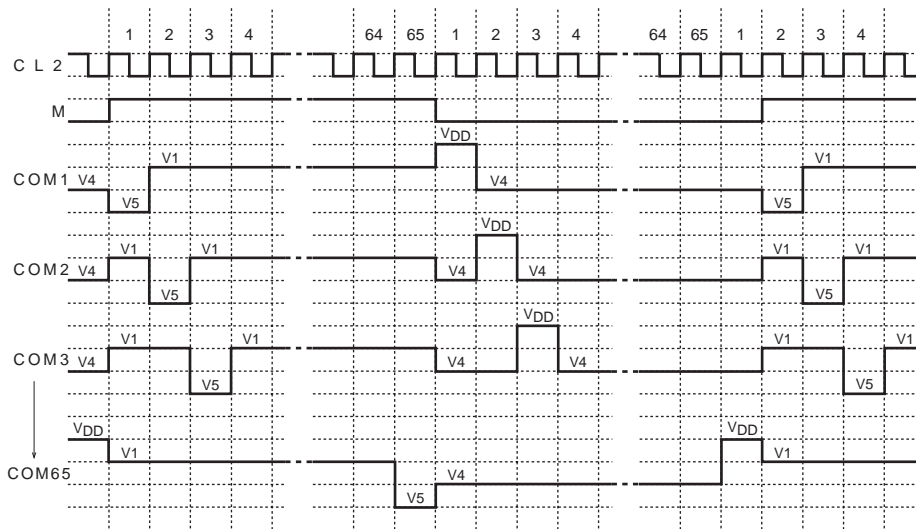 1 2 3 4 64 65 1 2 3 4 64 65 1 2 3 4
CL2
M
VDD
V1 V1
COM1 V4 V4
V5 V5
VDD
V1 V1 V1 V1
COM2 V4 V4 V4
V5 V5
VDD
V1 V1 V1 V1
COM3 V4 V4 V4
V5 V5
VDD VDD
V1 V4 V1
COM65
V5